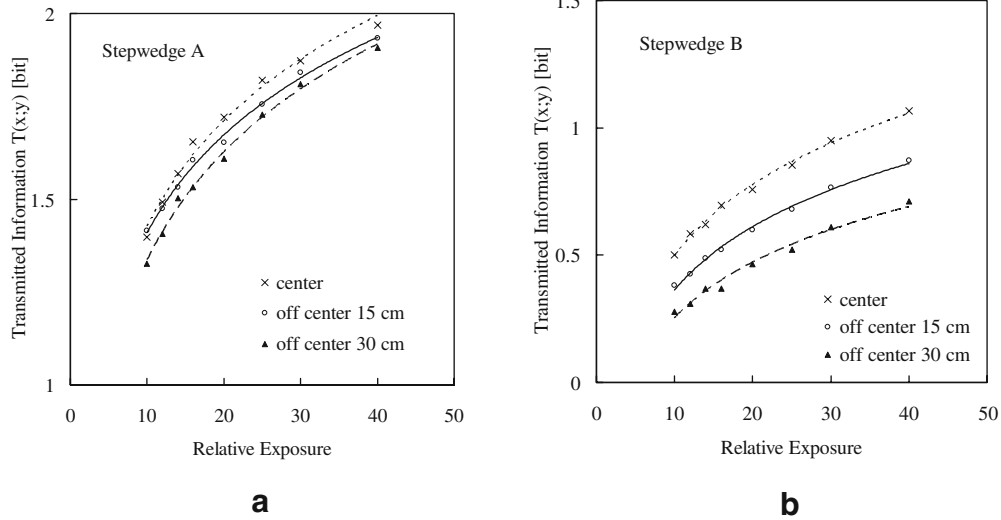 Transmitted Information T(x;y) [bit]
2
1.5
1
Stepwedge A
center
off center 15 cm
off center 30 cm
0
10
20
30
40
50
Relative Exposure
a
Transmitted Information T(x;y) [bit]
1.5
1
0.5
0
Stepwedge B
center
off center 15 cm
off center 30 cm
0
10
20
30
40
50
Relative Exposure
b